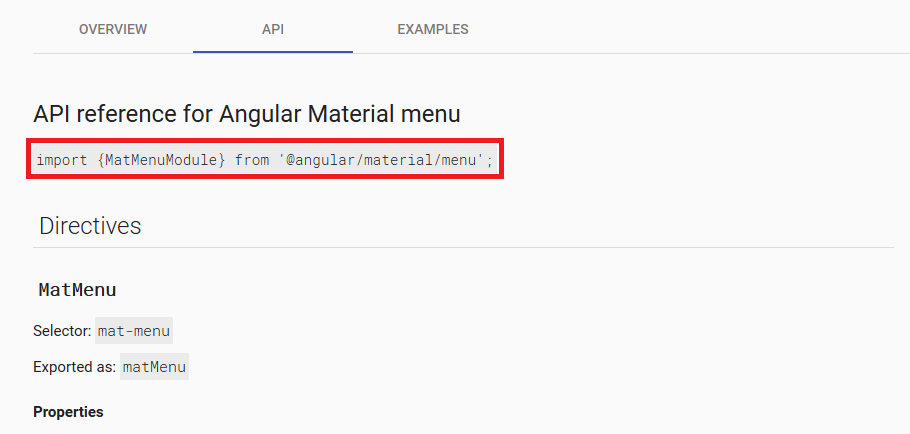 OVERVIEW API EXAMPLES
API reference for Angular Material menu
import {MatMenuModule} from '@angular/material/menu';
Directives
MatMenu
Selector: mat-menu
Exported as: matMenu
Properties